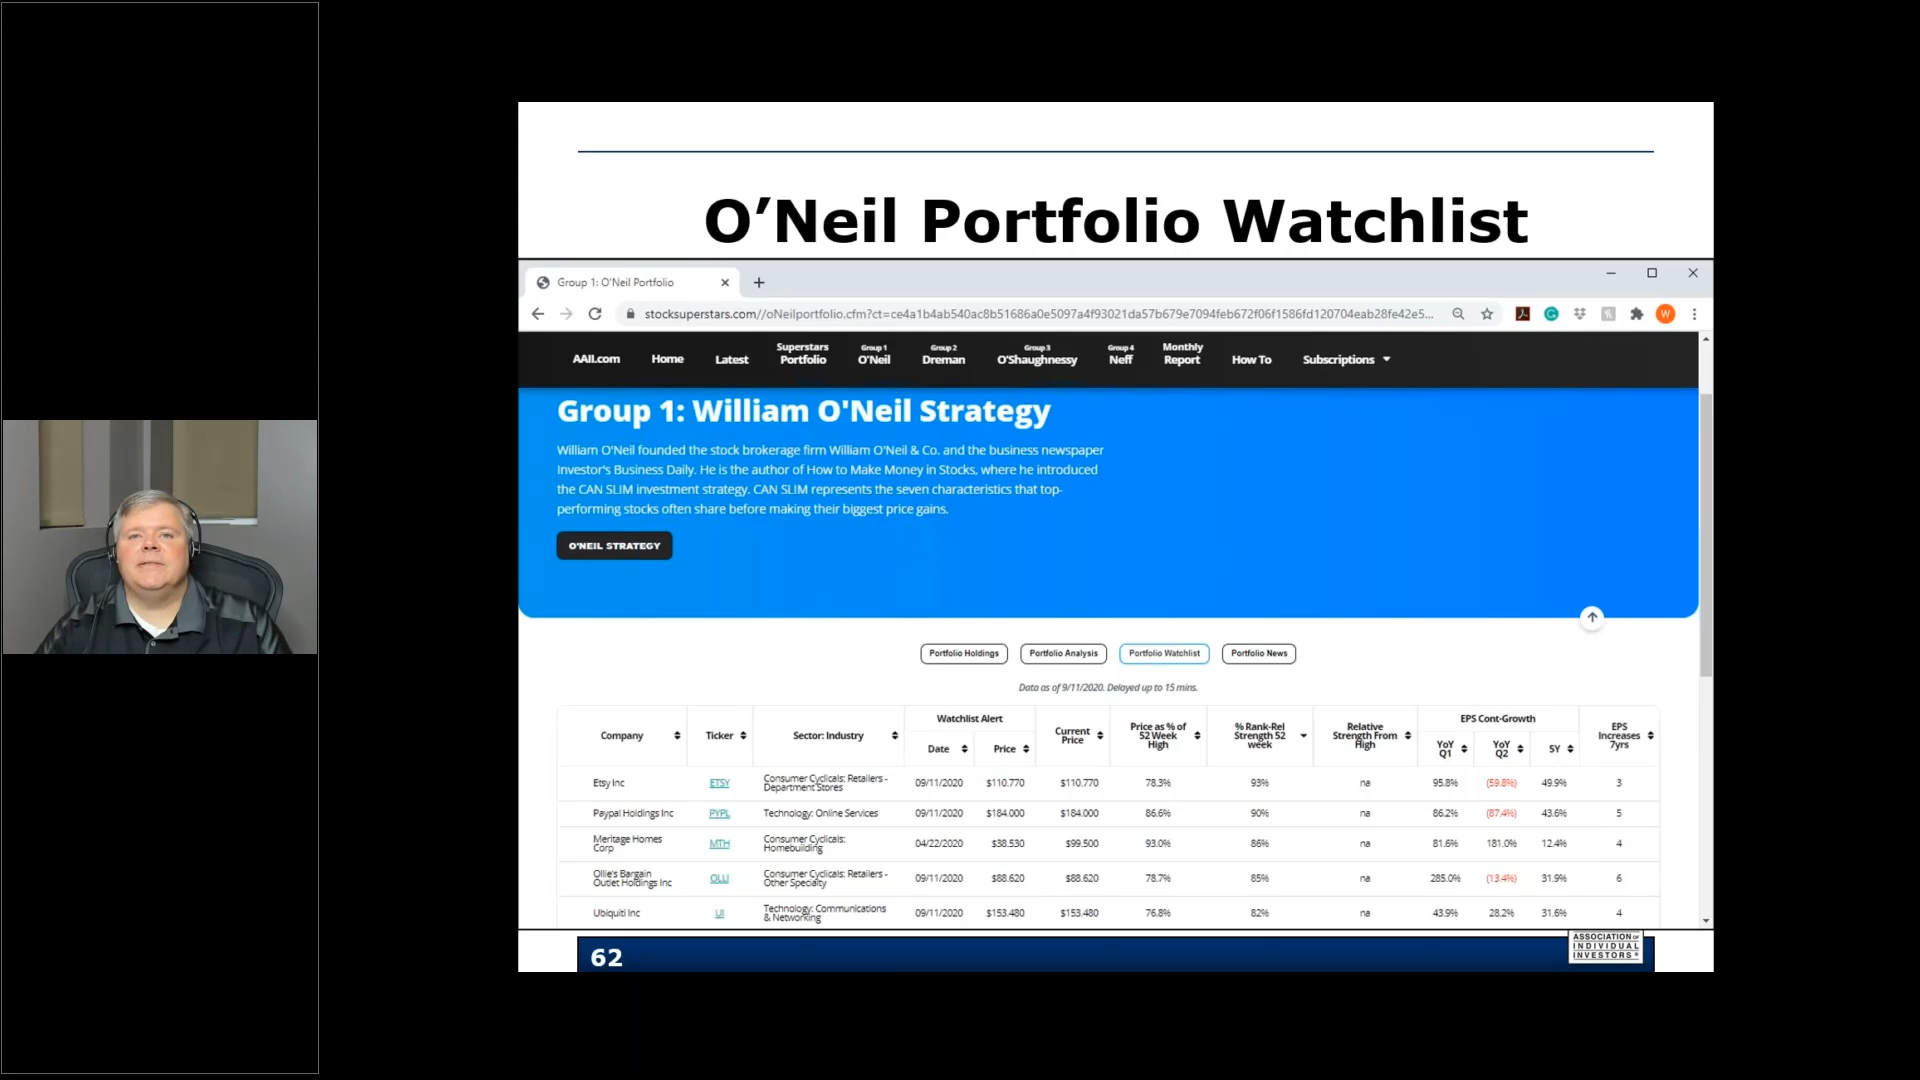 O’Neil Portfolio Watchlist
Group 1: O'Neil Portfolio
stocksuperstars.com//oNeilportfolio.cfm?ct=ce4a1b4ab540ac8b51686a0e5097a4f93021da57b679e7094feb672f06f1586fd120704eab28fe42e5...
W
AAII.com Home Latest Superstars Portfolio Group 1 O'Neil Group 2 Dreman Group 3 O'Shaughnessy Group 4 Neff Monthly Report How To Subscriptions
Group 1: William O'Neil Strategy
William O'Neil founded the stock brokerage firm William O'Neil & Co. and the business newspaper
Investor's Business Daily. He is the author of How to Make Money in Stocks, where he introduced
the CAN SLIM investment strategy. CAN SLIM represents the seven characteristics that top-
performing stocks often share before making their biggest price gains.
O'NEIL STRATEGY
Portfolio Holdings Portfolio Analysis Portfolio Watchlist Portfolio News
Data as of 9/11/2020. Delayed up to 15 mins.
Company Ticker Sector: Industry Watchlist Alert Date Price Current Price Price as % of 52 Week High % Rank-Rel Strength 52 week Relative Strength From High EPS Cont-Growth YoY Q1 YoY Q2 5Y EPS Increases 7yrs
Etsy Inc ETSY Consumer Cyclicals: Retailers - Department Stores 09/11/2020 $110.770 $110.770 78.3% 93% na 95.8% (59.8%) 49.9% 3
Paypal Holdings Inc PYPL Technology: Online Services 09/11/2020 $184.000 $184.000 86.6% 90% na 86.2% (87.4%) 43.6% 5
Meritage Homes Corp MTH Consumer Cyclicals: Homebuilding 04/22/2020 $38.530 $99.500 93.0% 86% na 81.6% 181.0% 12.4% 4
Ollie's Bargain Outlet Holdings Inc OLLI Consumer Cyclicals: Retailers - Other Specialty 09/11/2020 $88.620 $88.620 78.7% 85% na 285.0% (13.4%) 31.9% 6
Ubiquiti Inc UI Technology: Communications & Networking 09/11/2020 $153.480 $153.480 76.8% 82% na 43.9% 28.2% 31.6% 4
62
ASSOCIATION OF
INDIVIDUAL
INVESTORS®